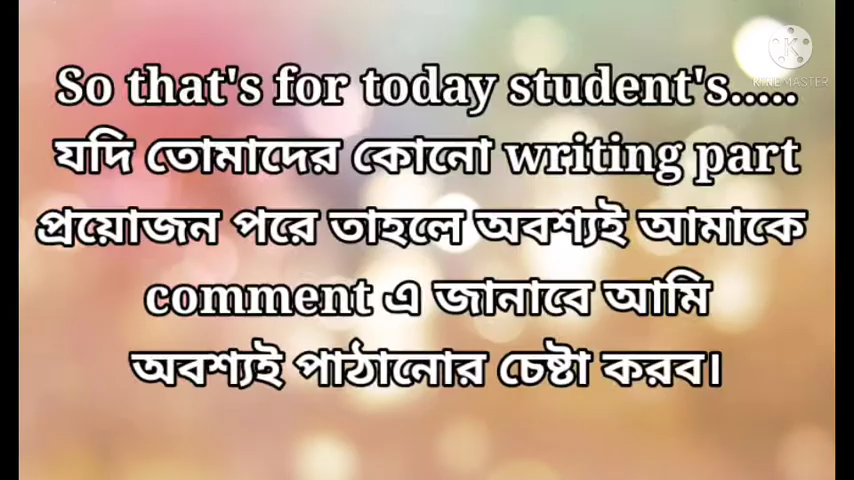 KINEMASTER
So that's for today student's.....
যদি তোমাদের কোনো writing part
প্রয়োজন পরে তাহলে অবশ্যই আমাকে
comment এ জানাবে আমি
অবশ্যই পাঠানোর চেষ্টা করব।